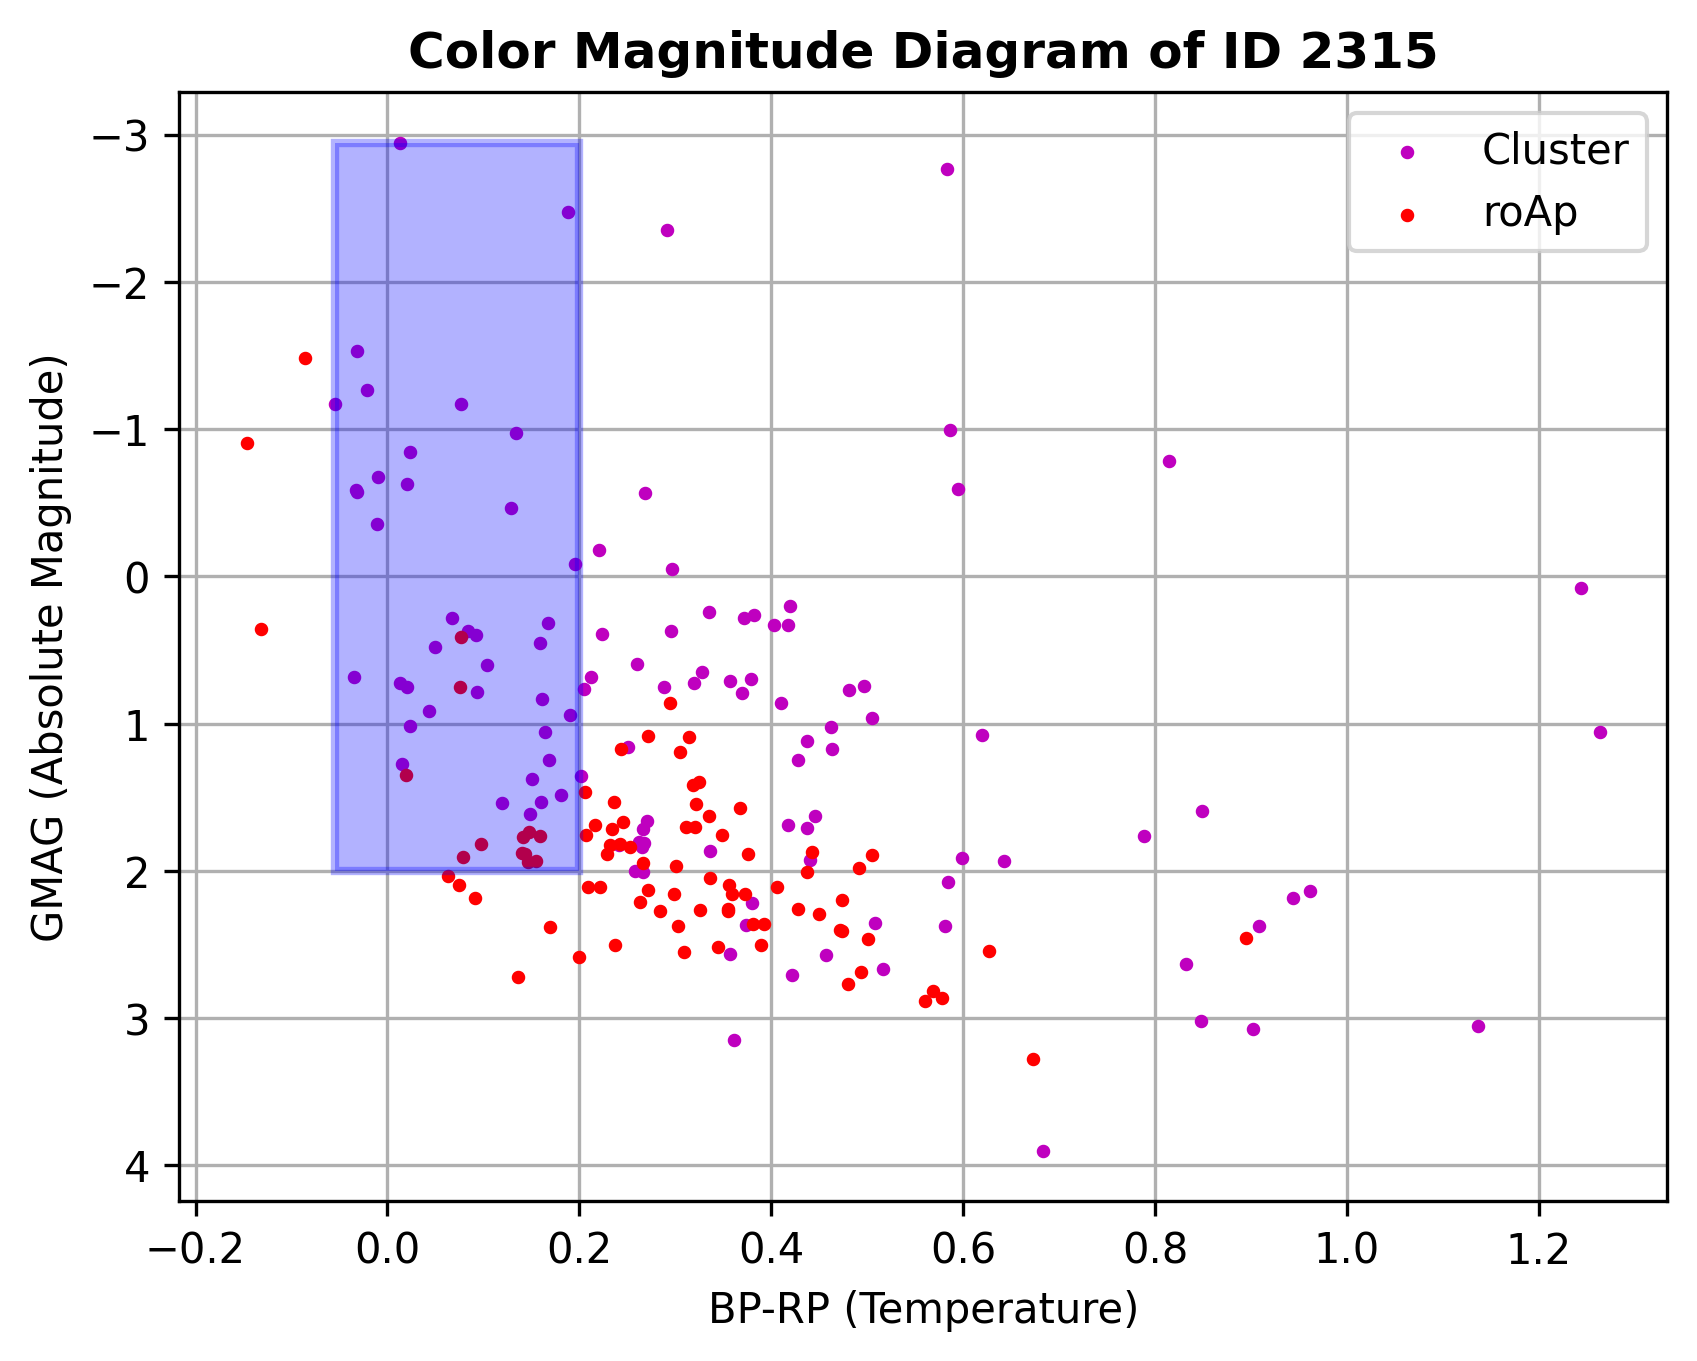 Color Magnitude Diagram of ID 2315
Cluster
roAp
−3
−2
−1
0
1
2
3
4
GMAG (Absolute Magnitude)
−0.2 0.0 0.2 0.4 0.6 0.8 1.0 1.2
BP-RP (Temperature)